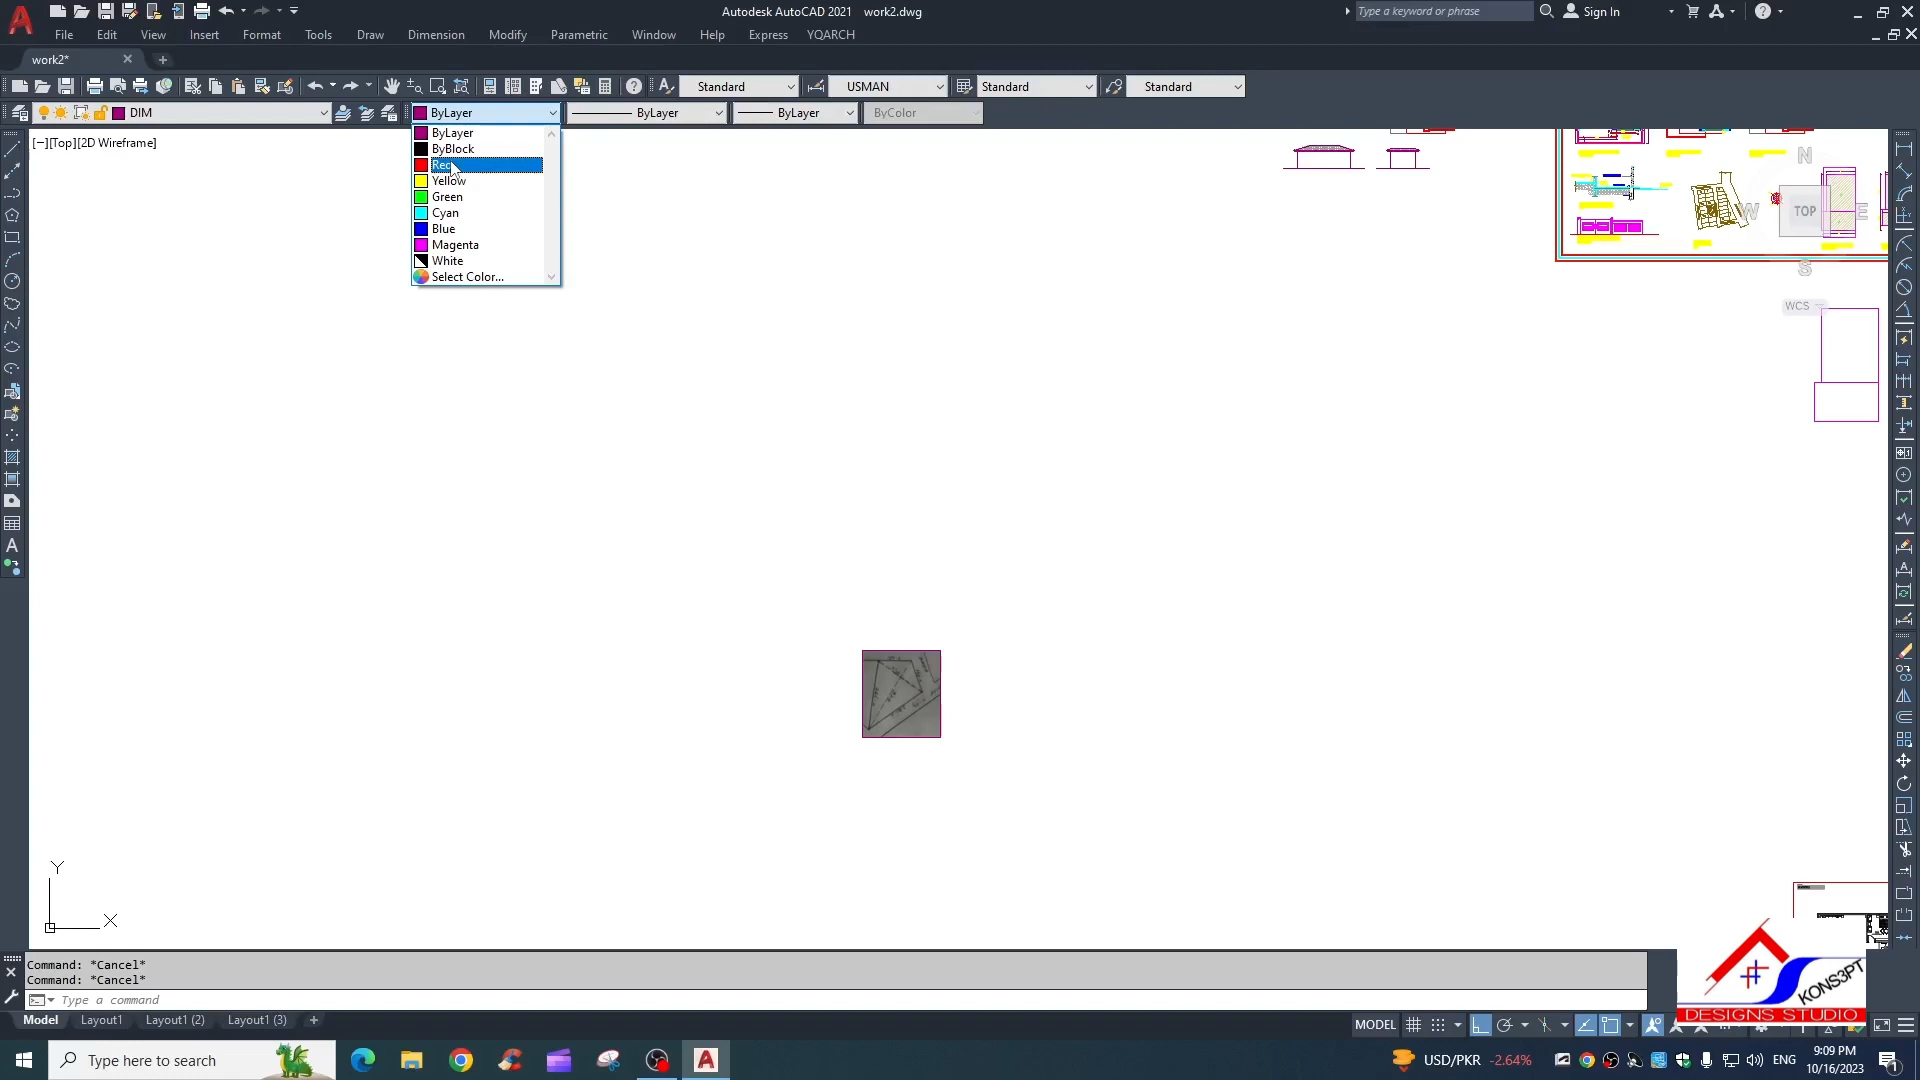 Autodesk AutoCAD 2021 work2.dwg
Type a keyword or phrase
Sign In
File Edit View Insert Format Tools Draw Dimension Modify Parametric Window Help Express YQARCH
work2*
Standard USMAN Standard Standard
DIM ByLayer ByLayer ByLayer ByColor
[−][Top][2D Wireframe]
ByLayer
ByBlock
Red
Yellow
Green
Cyan
Blue
Magenta
White
Select Color...
N
W TOP E
S
WCS
Y
X
Command: *Cancel*
Command: *Cancel*
Type a command
KONS3PT
DESIGNS STUDIO
Model Layout1 Layout1 (2) Layout1 (3)
MODEL
Type here to search
USD/PKR -2.64%
ENG
9:09 PM
10/16/2023